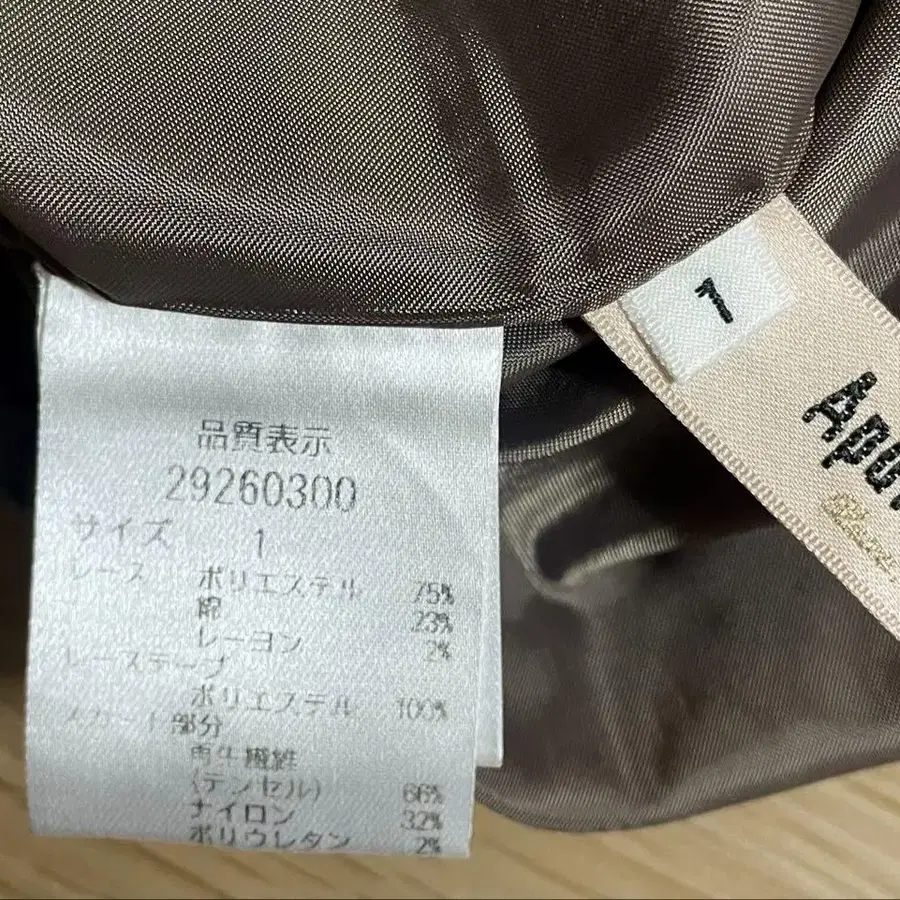 品質表示
29260300
サイズ 1
レース ポリエステル 75%
綿 23%
レーヨン 2%
レーステープ
ポリエステル 100%
スカート部分
再生繊維
(テンセル) 66%
ナイロン 32%
ポリウレタン 2%
1